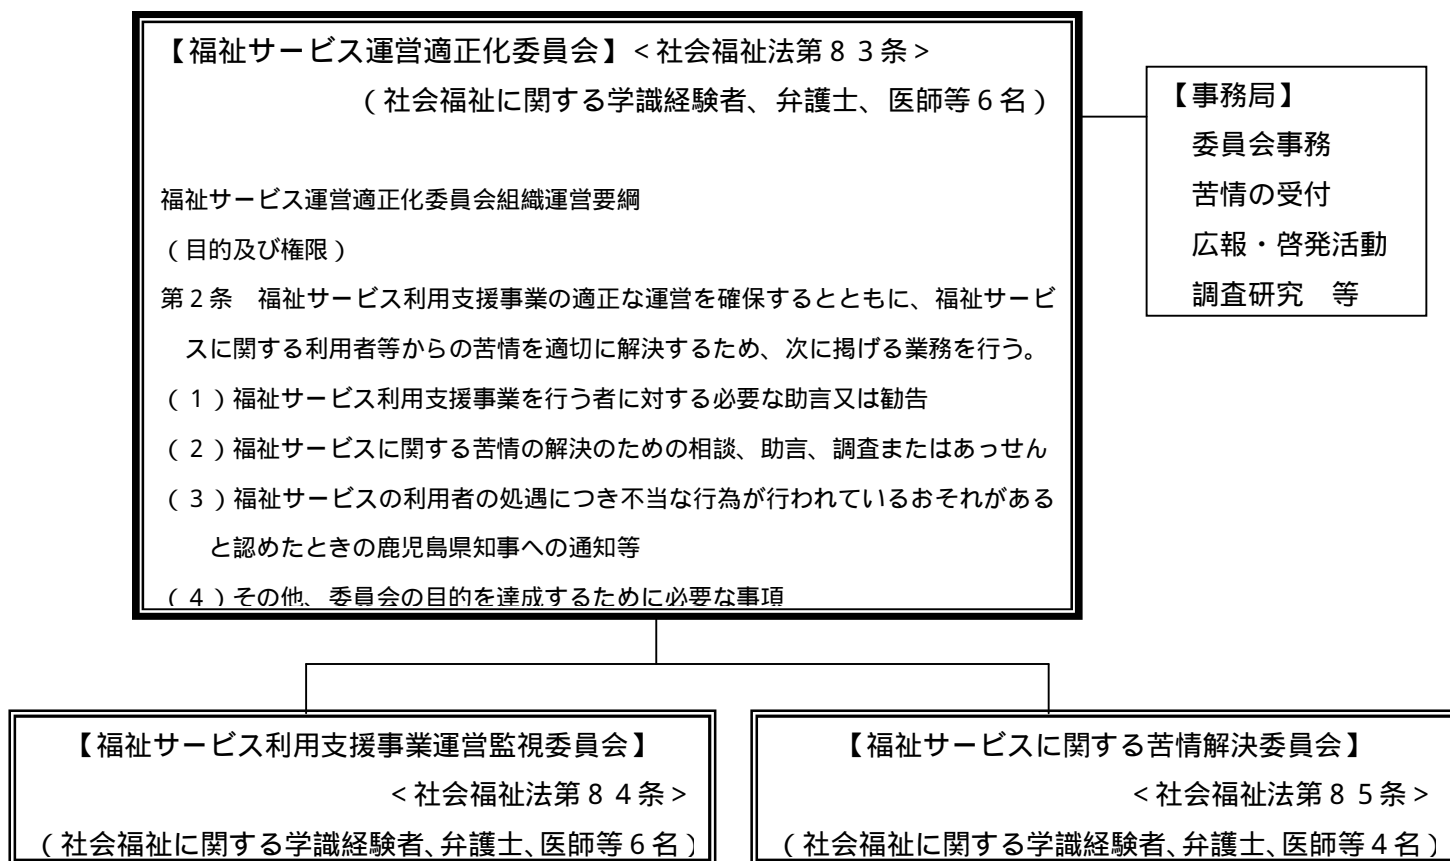 【福祉サービス運営適正化委員会】<社会福祉法第８３条>
（社会福祉に関する学識経験者、弁護士、医師等６名）
福祉サービス運営適正化委員会組織運営要綱
（目的及び権限）
第２条　福祉サービス利用支援事業の適正な運営を確保するとともに、福祉サービ
スに関する利用者等からの苦情を適切に解決するため、次に掲げる業務を行う。
（１）福祉サービス利用支援事業を行う者に対する必要な助言又は勧告
（２）福祉サービスに関する苦情の解決のための相談、助言、調査またはあっせん
（３）福祉サービスの利用者の処遇につき不当な行為が行われているおそれがある
と認めたときの鹿児島県知事への通知等
（４）その他、委員会の目的を達成するために必要な事項
【事務局】
委員会事務
苦情の受付
広報・啓発活動
調査研究　等
【福祉サービス利用支援事業運営監視委員会】
<社会福祉法第８４条>
（社会福祉に関する学識経験者、弁護士、医師等６名）
【福祉サービスに関する苦情解決委員会】
<社会福祉法第８５条>
（社会福祉に関する学識経験者、弁護士、医師等４名）